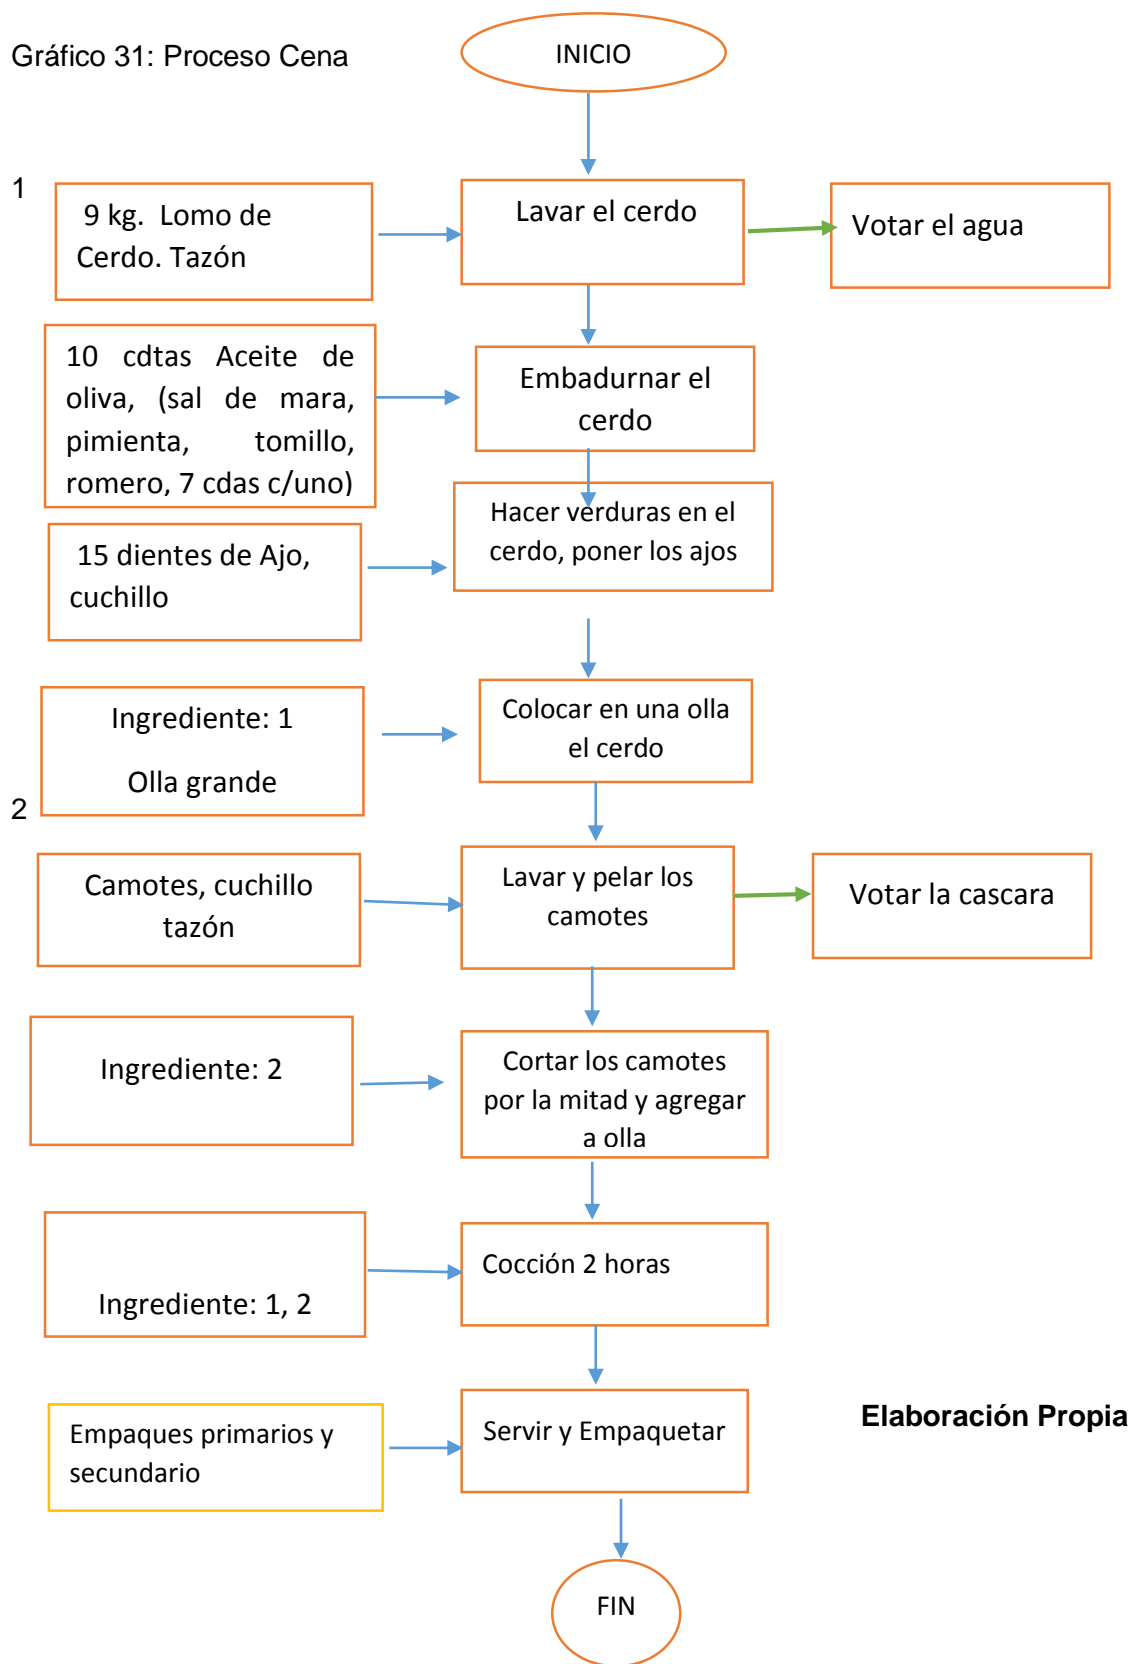 INICIO
Gráfico 31: Proceso Cena
1
9 kg. Lomo de
Cerdo. Tazón
Lavar el cerdo
Votar el agua
10 cdtas Aceite de
oliva, (sal de mara,
pimienta, tomillo,
romero, 7 cdas c/uno)
Embadurnar el
cerdo
15 dientes de Ajo,
cuchillo
Hacer verduras en el
cerdo, poner los ajos
Ingrediente: 1
Olla grande
Colocar en una olla
el cerdo
2
Camotes, cuchillo
tazón
Lavar y pelar los
camotes
Votar la cascara
Ingrediente: 2
Cortar los camotes
por la mitad y agregar
a olla
Ingrediente: 1, 2
Cocción 2 horas
Empaques primarios y
secundario
Servir y Empaquetar
Elaboración Propia
FIN